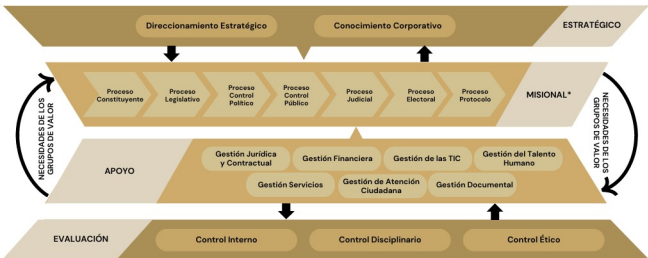 Direccionamiento Estratégico
Conocimiento Corporativo
ESTRATÉGICO
NECESIDADES DE LOS
GRUPOS DE VALOR
Proceso
Constituyente
Proceso
Legislativo
Proceso
Control
Político
Proceso
Control
Público
Proceso
Judicial
Proceso
Electoral
Proceso
Protocolo
MISIONAL*
NECESIDADES DE LOS
GRUPOS DE VALOR
APOYO
Gestión Jurídica
y Contractual
Gestión Financiera
Gestión de las TIC
Gestión del Talento
Humano
Gestión Servicios
Gestión de Atención
Ciudadana
Gestión Documental
EVALUACIÓN
Control Interno
Control Disciplinario
Control Ético